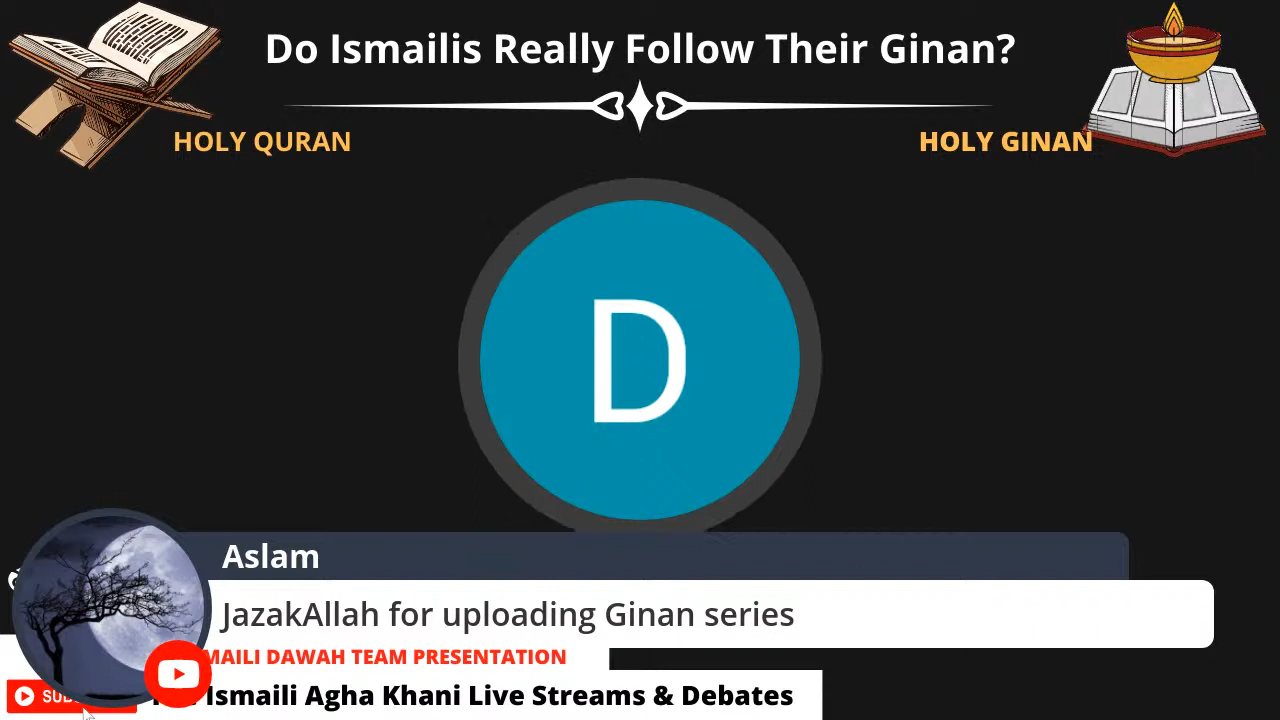 Do Ismailis Really Follow Their Ginan?
HOLY QURAN
HOLY GINAN
D
Aslam
JazakAllah for uploading Ginan series
DAWAH TEAM PRESENTATION
Ismaili Agha Khani Live Streams & Debates